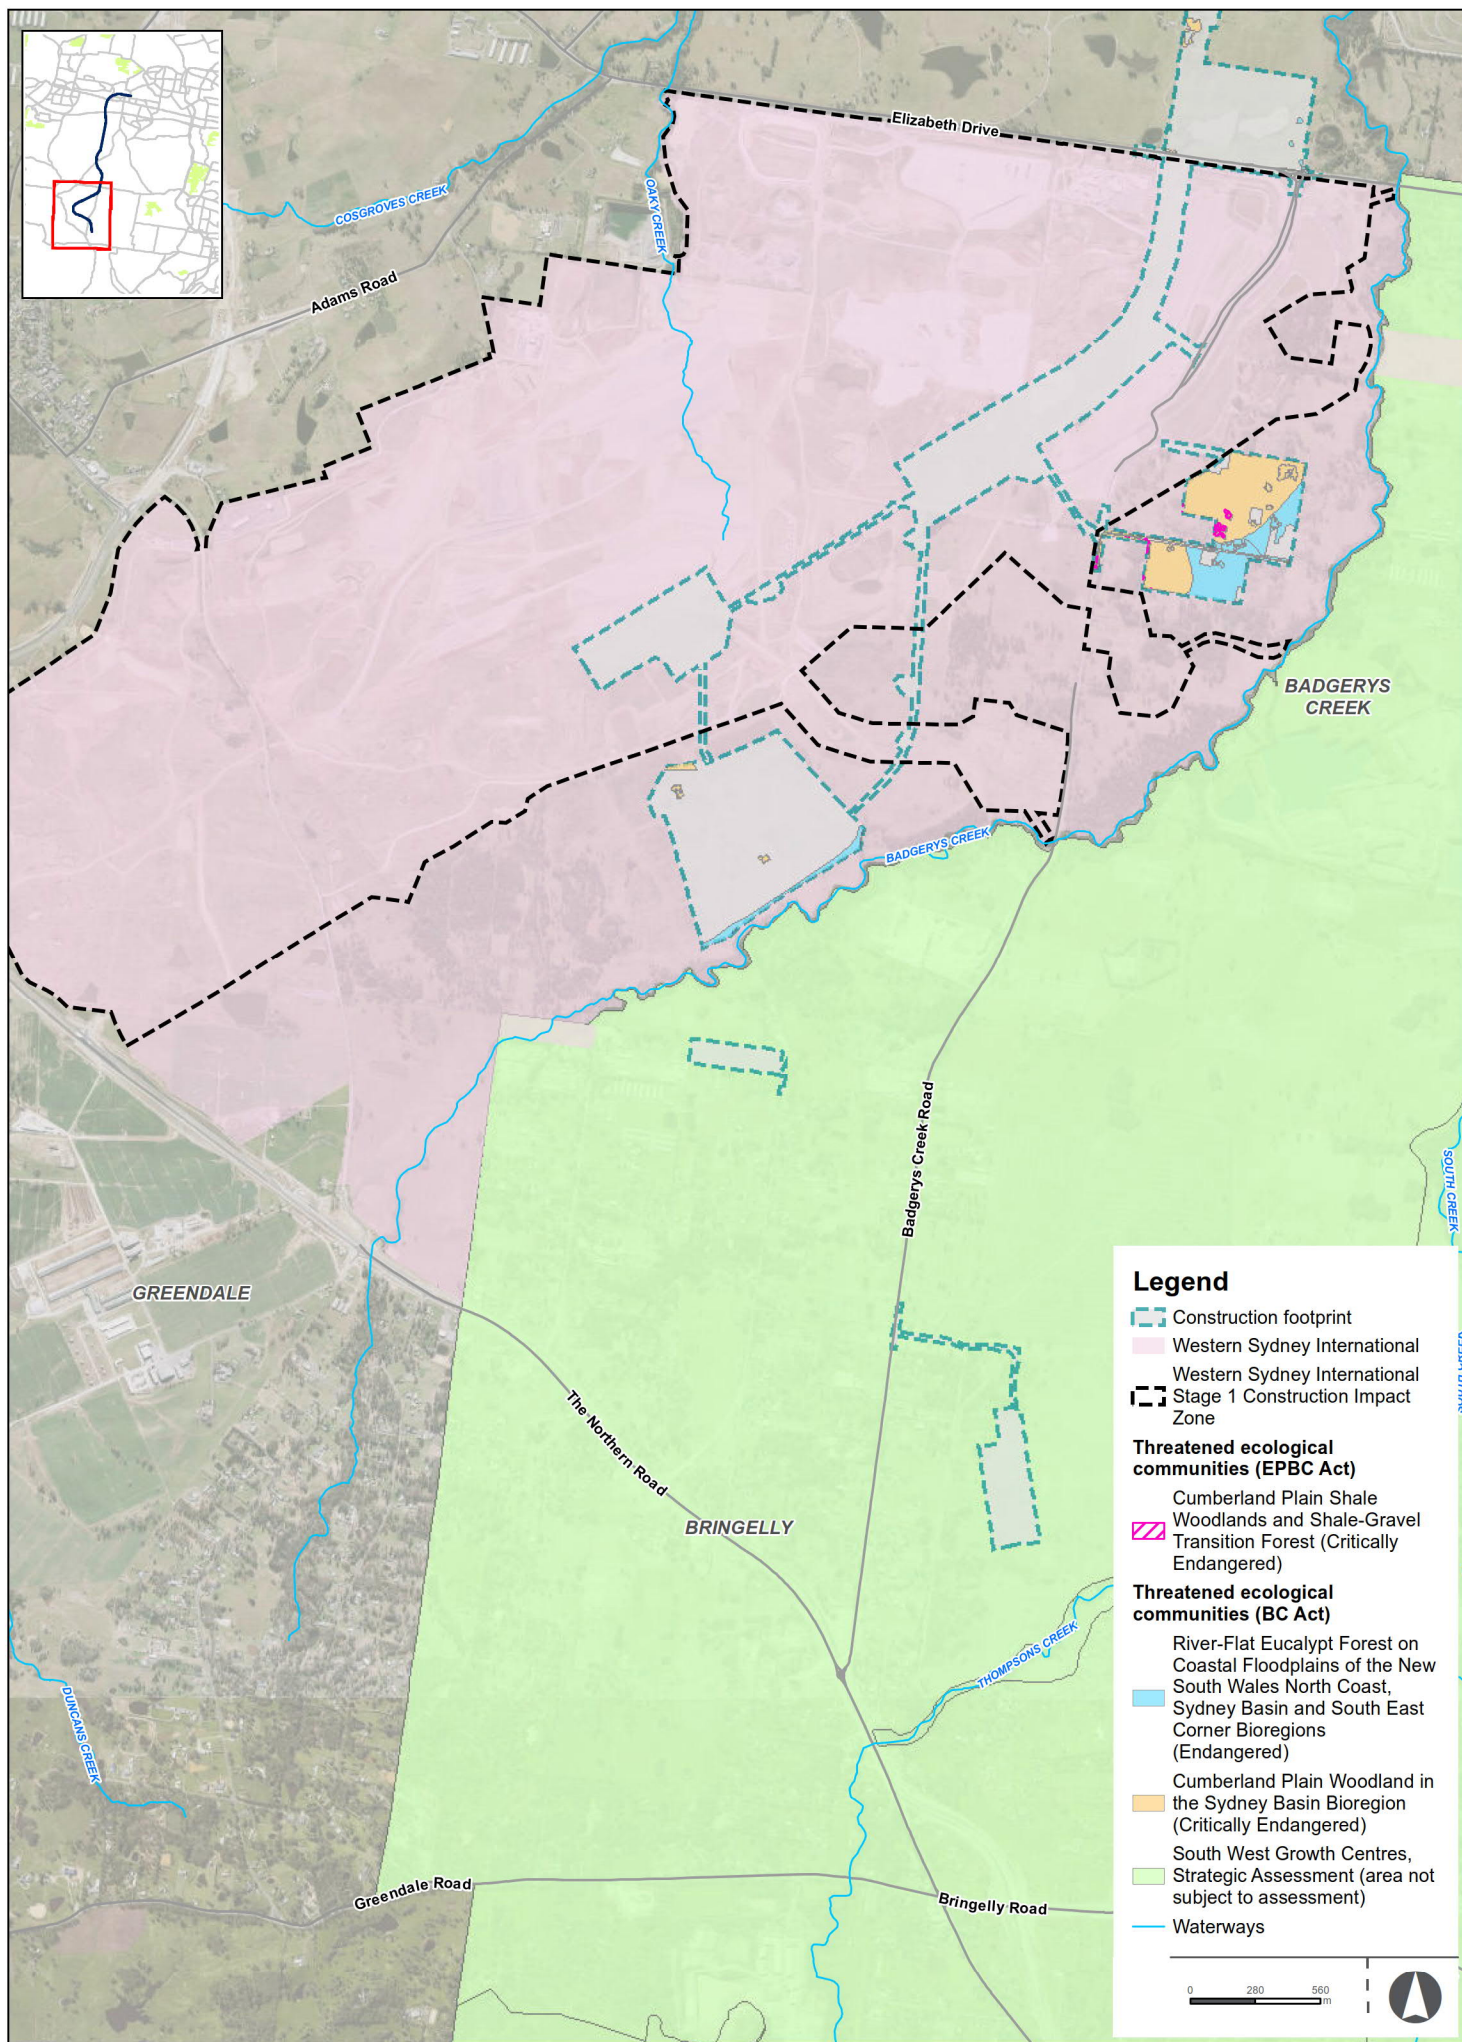 Elizabeth Drive
OAKY CREEK
COSGROVES CREEK
Adams Road
BADGERYS
CREEK
BADGERYS CREEK
Badgerys Creek Road
SOUTH CREEK
GREENDALE
The Northern Road
BRINGELLY
THOMPSONS CREEK
DUNCANS CREEK
Greendale Road
Bringelly Road
Legend
Construction footprint
Western Sydney International
Western Sydney International
Stage 1 Construction Impact
Zone
Threatened ecological
communities (EPBC Act)
Cumberland Plain Shale
Woodlands and Shale-Gravel
Transition Forest (Critically
Endangered)
Threatened ecological
communities (BC Act)
River-Flat Eucalypt Forest on
Coastal Floodplains of the New
South Wales North Coast,
Sydney Basin and South East
Corner Bioregions
(Endangered)
Cumberland Plain Woodland in
the Sydney Basin Bioregion
(Critically Endangered)
South West Growth Centres,
Strategic Assessment (area not
subject to assessment)
Waterways
0 280 560
m